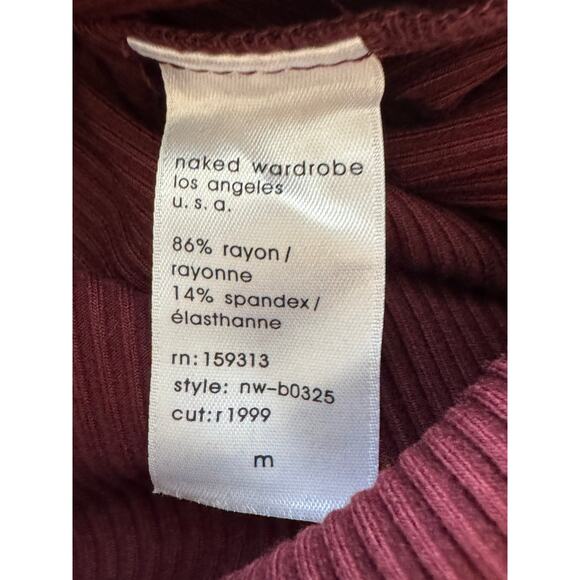 naked wardrobe
los angeles
u. s. a.
86% rayon/
rayonne
14% spandex/
élasthanne
rn: 159313
style: nw-b0325
cut:r1999
m